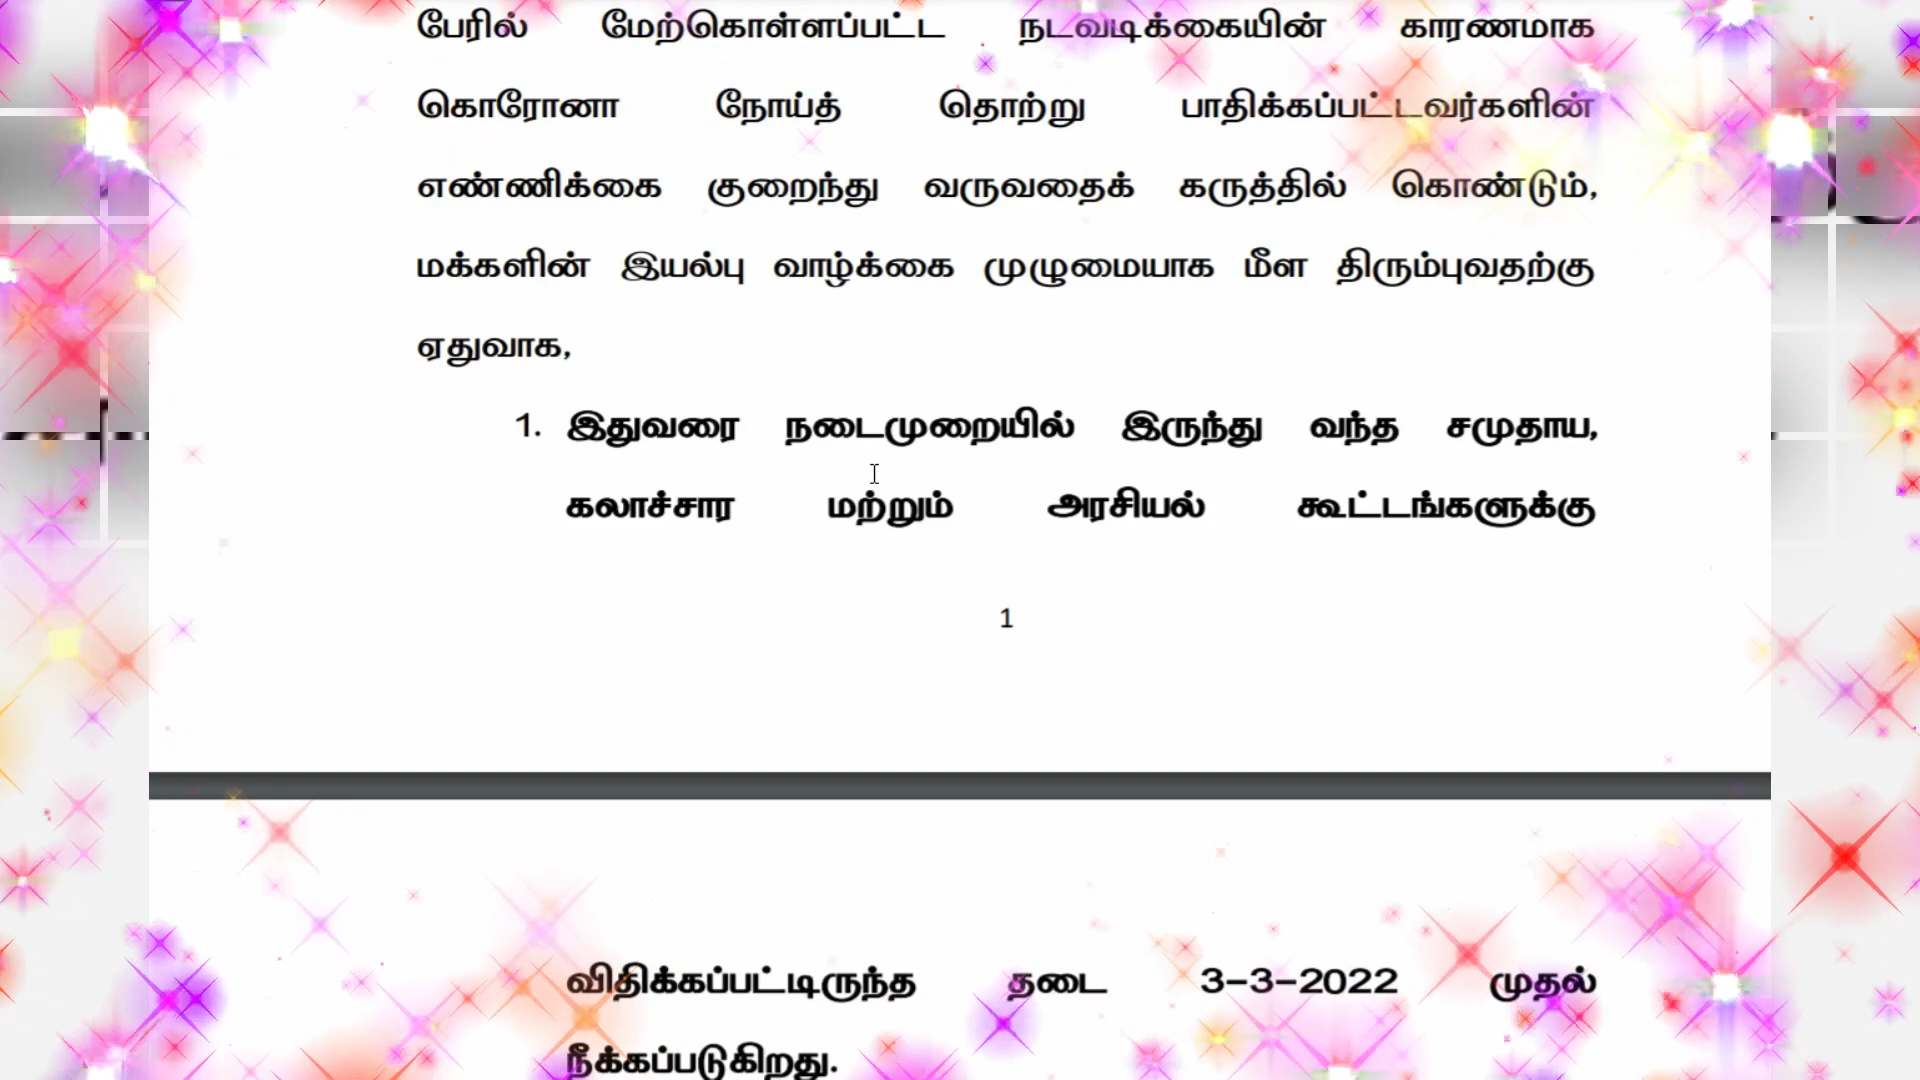 பேரில் மேற்கொள்ளப்பட்ட நடவடிக்கையின் காரணமாக
கொரோனா நோய்த் தொற்று பாதிக்கப்பட்டவர்களின்
எண்ணிக்கை குறைந்து வருவதைக் கருத்தில் கொண்டும்,
மக்களின் இயல்பு வாழ்க்கை முழுமையாக மீள திரும்புவதற்கு
ஏதுவாக,
1. இதுவரை நடைமுறையில் இருந்து வந்த சமுதாய,
கலாச்சார மற்றும் அரசியல் கூட்டங்களுக்கு
1
விதிக்கப்பட்டிருந்த தடை 3-3-2022 முதல்
நீக்கப்படுகிறது.